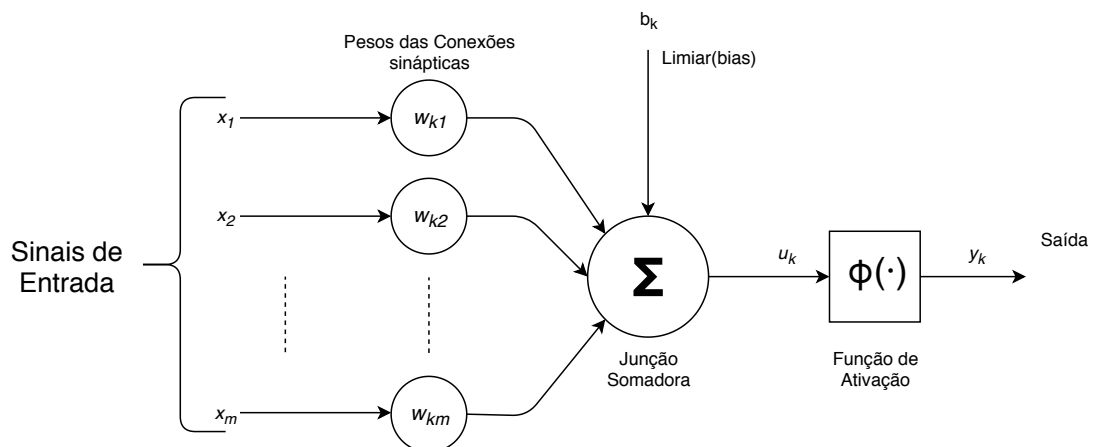 b_k
Pesos das Conexões
sinápticas
Limiar(bias)
x_1
w_k1
x_2
w_k2
Sinais de
Entrada
Σ
u_k
ϕ(·)
y_k
Saída
Junção
Somadora
Função de
Ativação
x_m
w_km